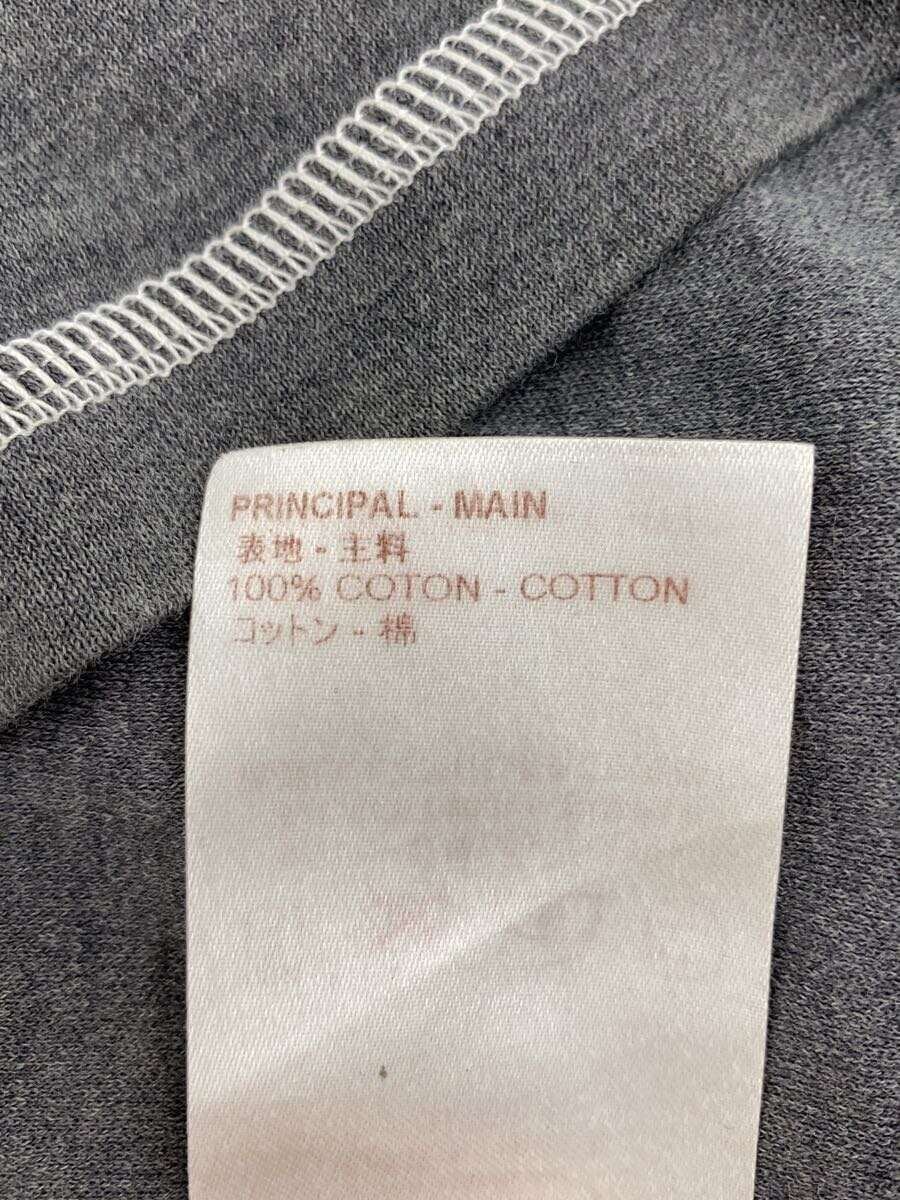 PRINCIPAL - MAIN
表地 - 主料
100% COTON - COTTON
コットン - 棉